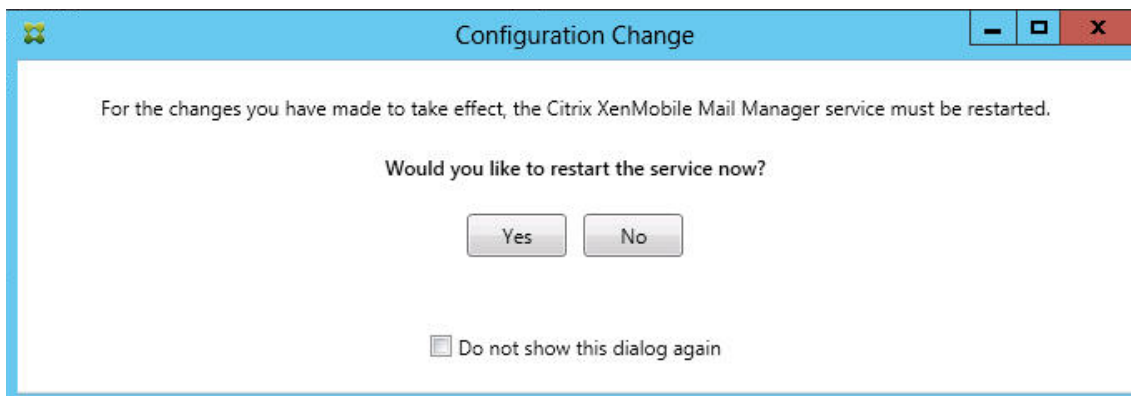 Configuration Change
For the changes you have made to take effect, the Citrix XenMobile Mail Manager service must be restarted.
Would you like to restart the service now?
Yes No
Do not show this dialog again